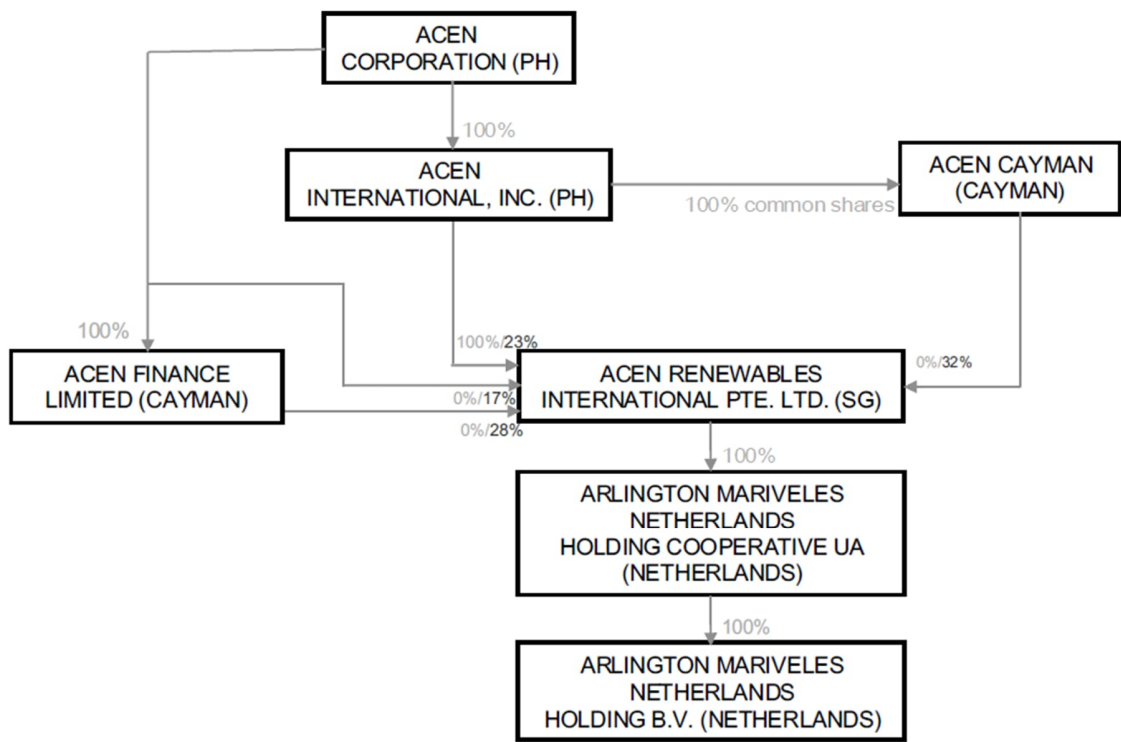 ACEN
CORPORATION (PH)
100%
ACEN
INTERNATIONAL, INC. (PH)
100% common shares
ACEN CAYMAN
(CAYMAN)
100%
ACEN FINANCE
LIMITED (CAYMAN)
100%/23%
0%/17%
0%/28%
0%/32%
ACEN RENEWABLES
INTERNATIONAL PTE. LTD. (SG)
100%
ARLINGTON MARIVELES
NETHERLANDS
HOLDING COOPERATIVE UA
(NETHERLANDS)
100%
ARLINGTON MARIVELES
NETHERLANDS
HOLDING B.V. (NETHERLANDS)